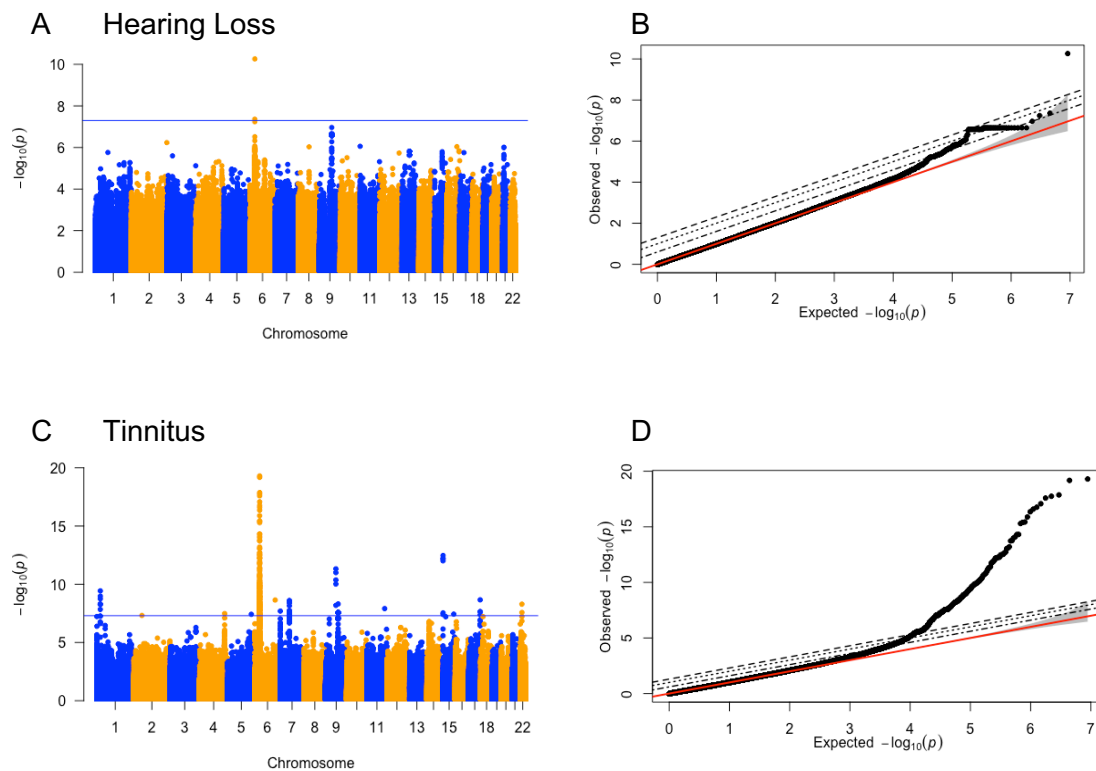 A Hearing Loss
B
−log10(p)
10
8
6
4
2
0
1 2 3 4 5 6 7 8 9 11 13 15 18 22
Chromosome
Observed −log10(p)
10
8
6
4
2
0
0 1 2 3 4 5 6 7
Expected −log10(p)
C Tinnitus
D
−log10(p)
20
15
10
5
0
1 2 3 4 5 6 7 9 11 13 15 18 22
Chromosome
Observed −log10(p)
20
15
10
5
0
0 1 2 3 4 5 6 7
Expected −log10(p)